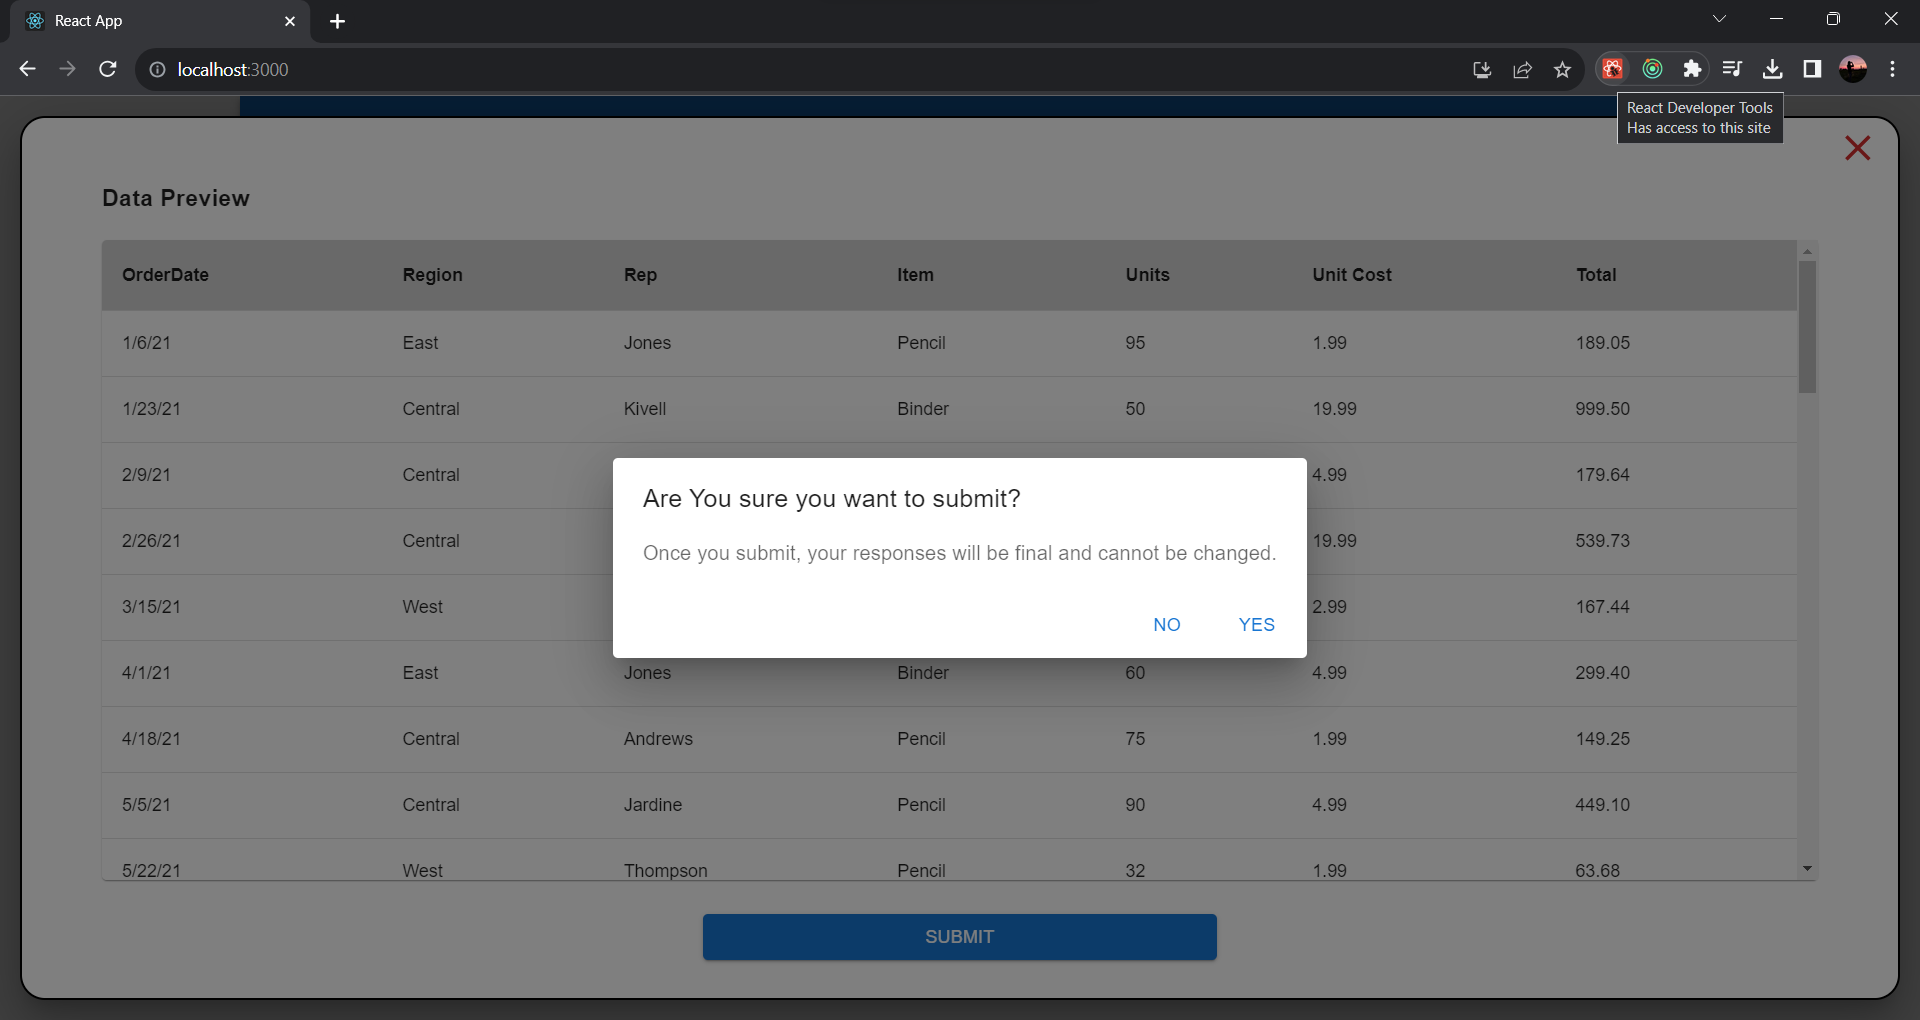 React App
localhost:3000
React Developer Tools
Has access to this site
Data Preview
OrderDate Region Rep Item Units Unit Cost Total
1/6/21 East Jones Pencil 95 1.99 189.05
1/23/21 Central Kivell Binder 50 19.99 999.50
2/9/21 Central 4.99 179.64
2/26/21 Central 19.99 539.73
3/15/21 West 2.99 167.44
4/1/21 East Jones Binder 60 4.99 299.40
4/18/21 Central Andrews Pencil 75 1.99 149.25
5/5/21 Central Jardine Pencil 90 4.99 449.10
5/22/21 West Thompson Pencil 32 1.99 63.68
Are You sure you want to submit?
Once you submit, your responses will be final and cannot be changed.
NO YES
SUBMIT